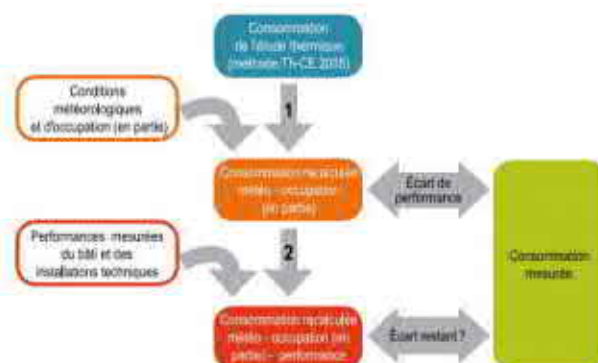 Consommation
de l'étude thermique
(méthode Th-CE 2005)
Conditions
météorologiques
et d'occupation (en partie)
1
Consommation recalculée
météo - occupation
(en partie)
Écart de
performance
Performances mesurées
du bâti et des
installations techniques
2
Consommation
mesurée
Consommation recalculée
météo - occupation (en
partie) - performance
Écart restant ?